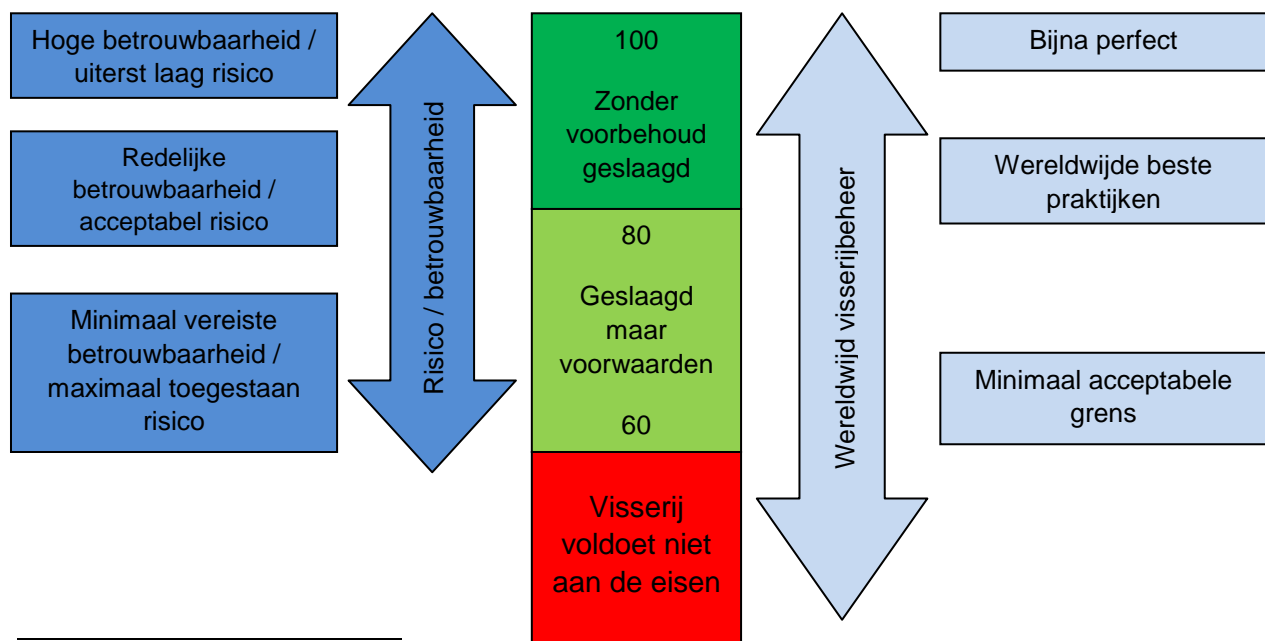 Hoge betrouwbaarheid /
uiterst laag risico
Redelijke
betrouwbaarheid /
acceptabel risico
Minimaal vereiste
betrouwbaarheid /
maximaal toegestaan
risico
Risico / betrouwbaarheid
100
Zonder
voorbehoud
geslaagd
80
Geslaagd
maar
voorwaarden
60
Visserij
voldoet niet
aan de eisen
Wereldwijd visserijbeheer
Bijna perfect
Wereldwijde beste
praktijken
Minimaal acceptabele
grens